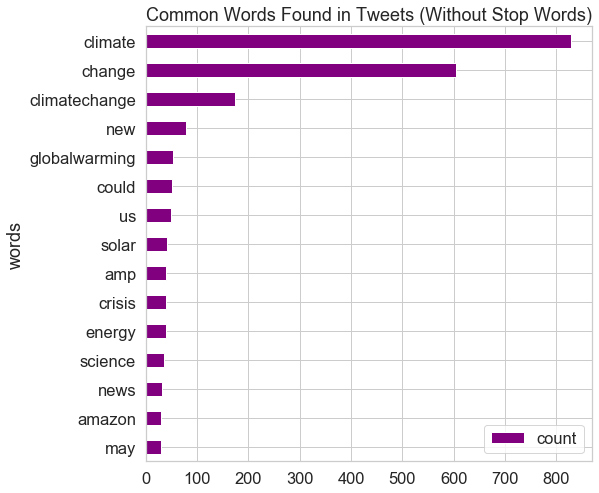 Common Words Found in Tweets (Without Stop Words)
climate
change
climatechange
new
globalwarming
could
us
solar
amp
crisis
energy
science
news
amazon
may
words
count
0 100 200 300 400 500 600 700 800